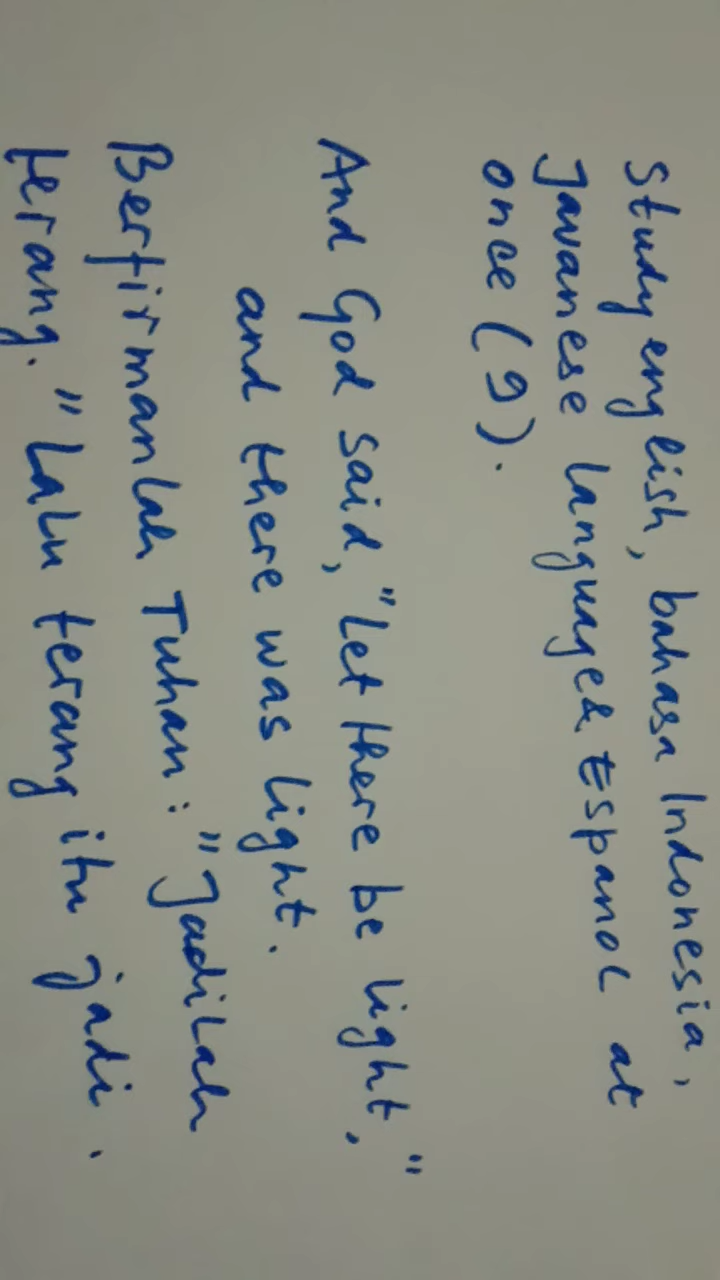 Study english, bahasa Indonesia,
Javanese language & Espanol at
once (9).
And God said, "Let there be light,"
and there was light.
Berfirmanlah Tuhan: "Jadilah
terang." Lalu terang itu jadi.